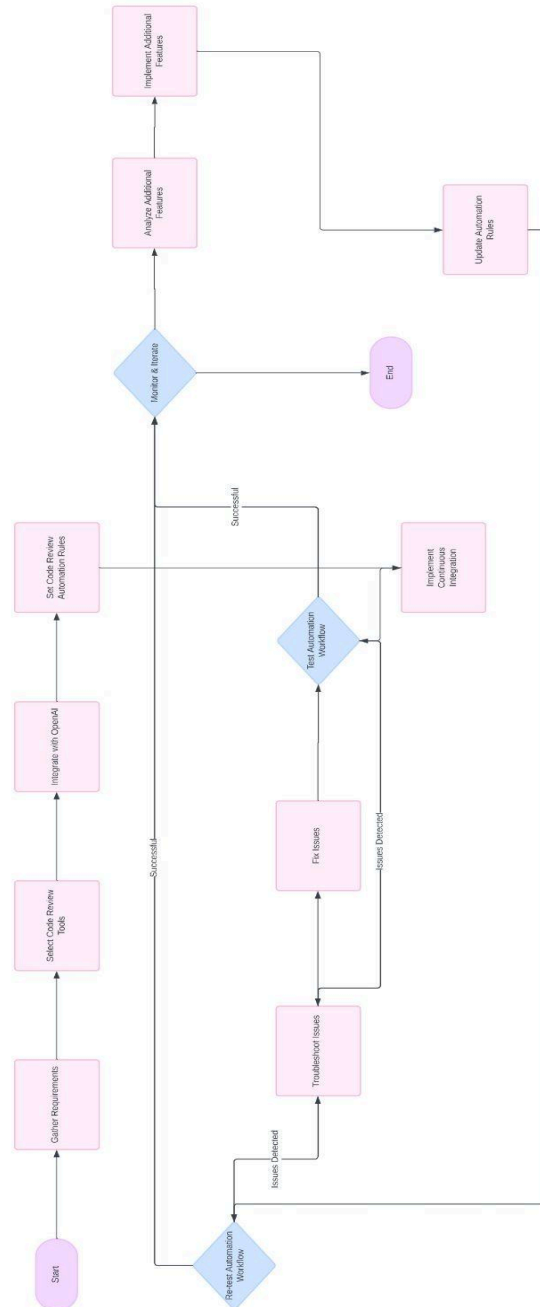 Start
Gather Requirements
Select Code Review
Tools
Integrate with OpenAI
Set Code Review
Automation Rules
Implement
Continuous
Integration
Test Automation
Workflow
Issues Detected
Troubleshoot Issues
Fix Issues
Successful
Monitor & Iterate
End
Analyze Additional
Features
Implement Additional
Features
Update Automation
Rules
Re-test Automation
Workflow
Issues Detected
Successful